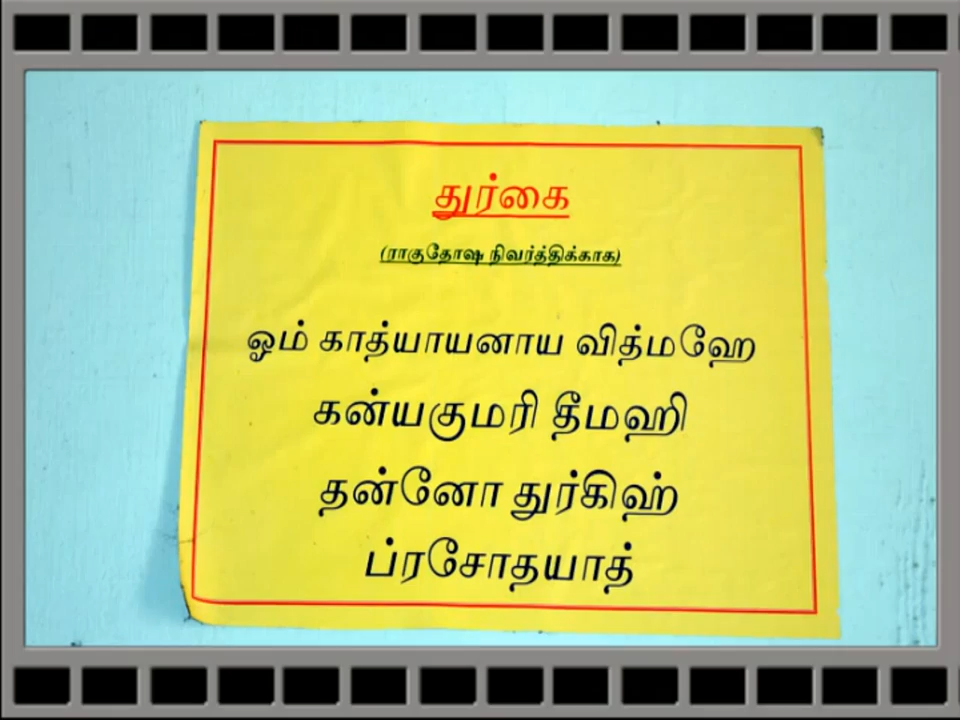 துர்கை
(ராகுதோஷ நிவர்த்திக்காக)
ஓம் காத்யாயனாய வித்மஹே
கன்யகுமரி தீமஹி
தன்னோ துர்கிஹ்
ப்ரசோதயாத்